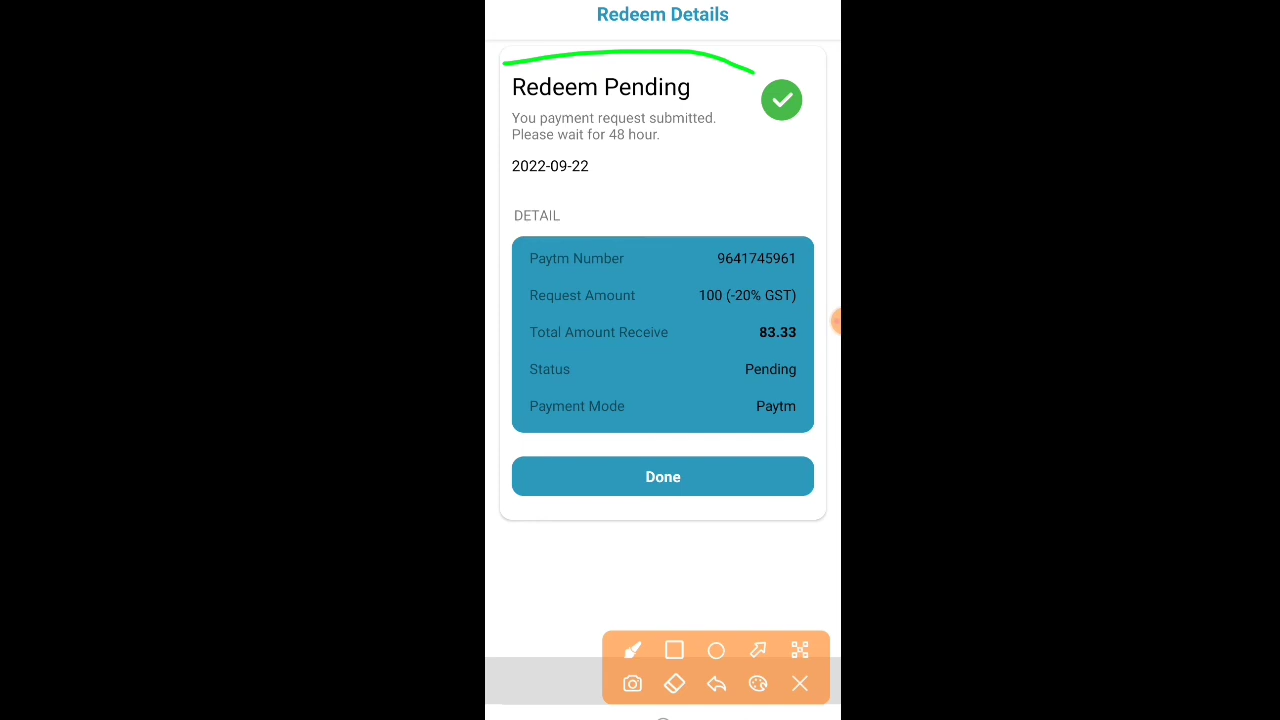 Redeem Details
Redeem Pending
You payment request submitted.
Please wait for 48 hour.
2022-09-22
DETAIL
Paytm Number 9641745961
Request Amount 100 (-20% GST)
Total Amount Receive 83.33
Status Pending
Payment Mode Paytm
Done